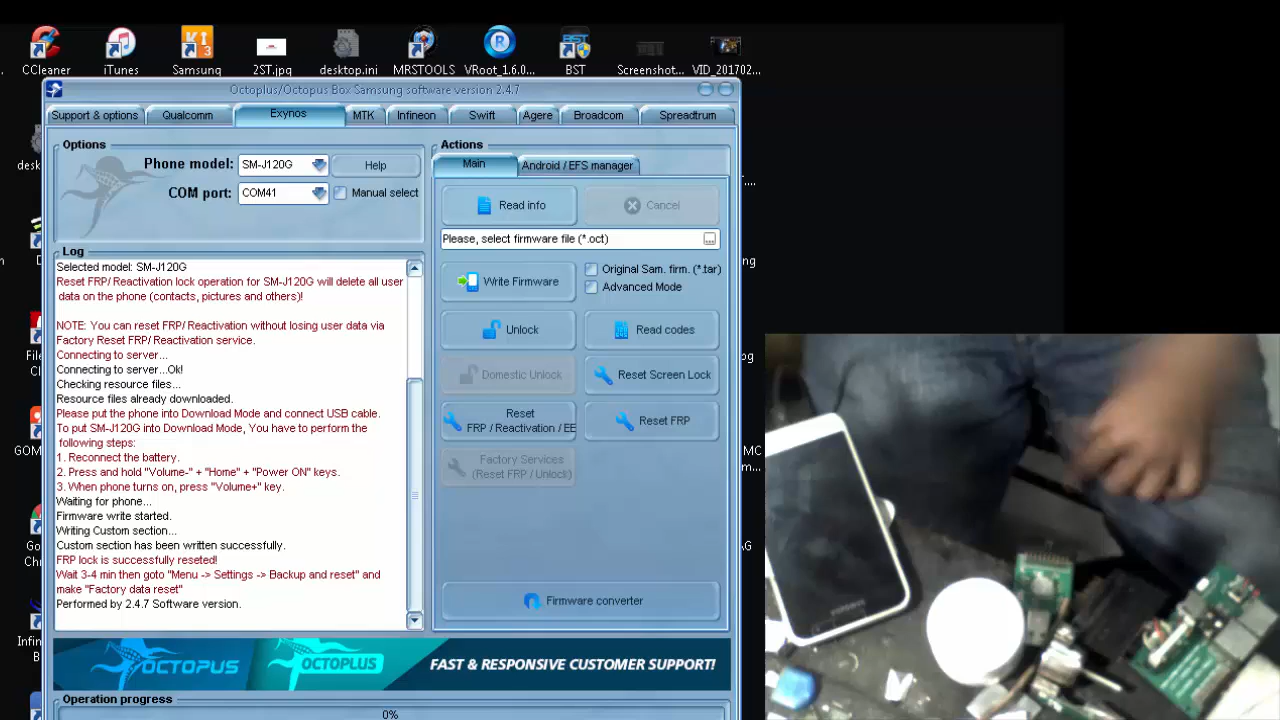 CCleaner
iTunes
Samsung
2ST.jpg
desktop.ini
MRSTOOLS
VRoot_1.6.0...
BST
Screenshot...
VID_201702...
Octoplus/Octopus Box Samsung software version 2.4.7
Support & options
Qualcomm
Exynos
MTK
Infineon
Swift
Agere
Broadcom
Spreadtrum
Options
Phone model:
SM-J120G
Help
COM port:
COM41
Manual select
Log
Selected model: SM-J120G
Reset FRP/ Reactivation lock operation for SM-J120G will delete all user
data on the phone (contacts, pictures and others)!
NOTE: You can reset FRP/ Reactivation without losing user data via
Factory Reset FRP/ Reactivation service.
Connecting to server...
Connecting to server...Ok!
Checking resource files...
Resource files already downloaded.
Please put the phone into Download Mode and connect USB cable.
To put SM-J120G into Download Mode, You have to perform the
following steps:
1. Reconnect the battery.
2. Press and hold "Volume-" + "Home" + "Power ON" keys.
3. When phone turns on, press "Volume+" key.
Waiting for phone...
Firmware write started.
Writing Custom section...
Custom section has been written successfully.
FRP lock is successfully reseted!
Wait 3-4 min then goto "Menu -> Settings -> Backup and reset" and
make "Factory data reset"
Performed by 2.4.7 Software version.
Actions
Main
Android / EFS manager
Read info
Cancel
Please, select firmware file (*.oct)
...
Write Firmware
Original Sam. firm. (*.tar)
Advanced Mode
Unlock
Read codes
Domestic Unlock
Reset Screen Lock
Reset
FRP / Reactivation / EE
Reset FRP
Factory Services
(Reset FRP / Unlock)
Firmware converter
OCTOPUS
OCTOPLUS
FAST & RESPONSIVE CUSTOMER SUPPORT!
Operation progress
0%